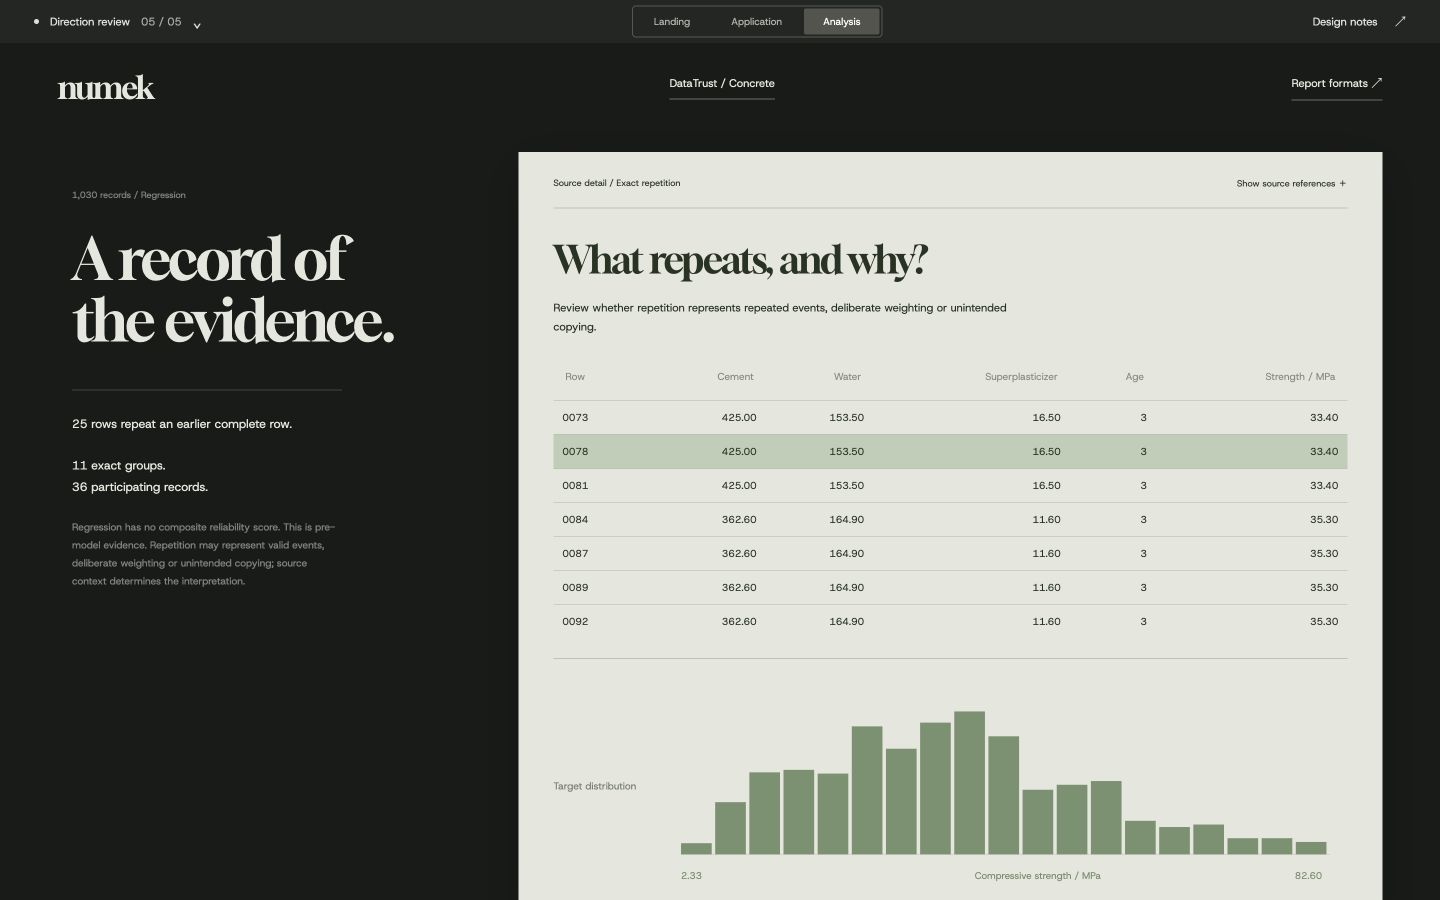 Direction review 05 / 05
Landing Application Analysis
Design notes ↗
numek
DataTrust / Concrete
Report formats ↗
1,030 records / Regression
A record of
the evidence.
25 rows repeat an earlier complete row.
11 exact groups.
36 participating records.
Regression has no composite reliability score. This is pre-
model evidence. Repetition may represent valid events,
deliberate weighting or unintended copying; source
context determines the interpretation.
Source detail / Exact repetition
Show source references +
What repeats, and why?
Review whether repetition represents repeated events, deliberate weighting or unintended
copying.
Row Cement Water Superplasticizer Age Strength / MPa
0073 425.00 153.50 16.50 3 33.40
0078 425.00 153.50 16.50 3 33.40
0081 425.00 153.50 16.50 3 33.40
0084 362.60 164.90 11.60 3 35.30
0087 362.60 164.90 11.60 3 35.30
0089 362.60 164.90 11.60 3 35.30
0092 362.60 164.90 11.60 3 35.30
Target distribution
2.33 Compressive strength / MPa 82.60